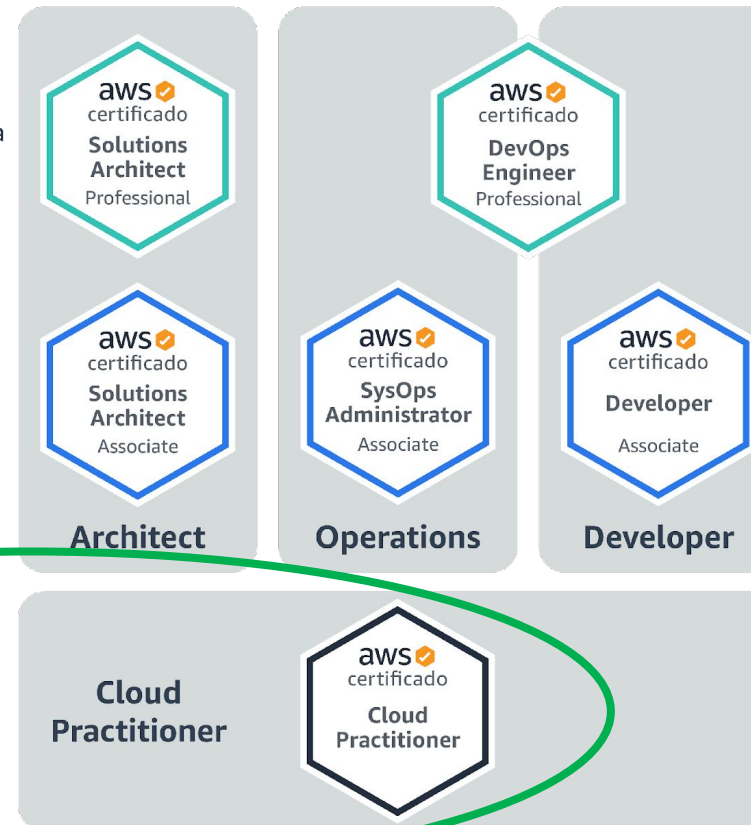 a
aws
certificado
Solutions
Architect
Professional
aws
certificado
DevOps
Engineer
Professional
aws
certificado
Solutions
Architect
Associate
aws
certificado
SysOps
Administrator
Associate
aws
certificado
Developer
Associate
Architect
Operations
Developer
Cloud
Practitioner
aws
certificado
Cloud
Practitioner